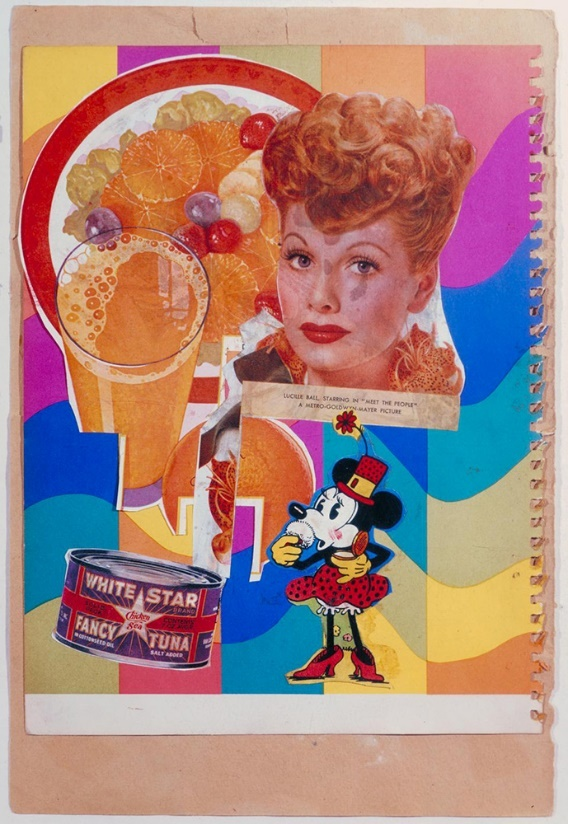 LUCILLE BALL, STARRING IN "MEET THE PEOPLE"
A METRO-GOLDWYN-MAYER PICTURE
WHITE STAR
BRAND
Chicken
of the
Sea
FANCY TUNA
IN COTTONSEED OIL
SALT ADDED